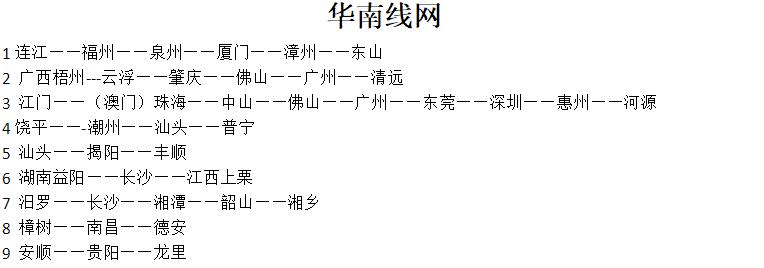 华南线网
1 连江——福州——泉州——厦门——漳州——东山
2 广西梧州---云浮——肇庆——佛山——广州——清远
3 江门——（澳门）珠海——中山——佛山——广州——东莞——深圳——惠州——河源
4 饶平——-潮州——汕头——普宁
5 汕头——揭阳——丰顺
6 湖南益阳——长沙——江西上栗
7 汨罗——长沙——湘潭——韶山——湘乡
8 樟树——南昌——德安
9 安顺——贵阳——龙里